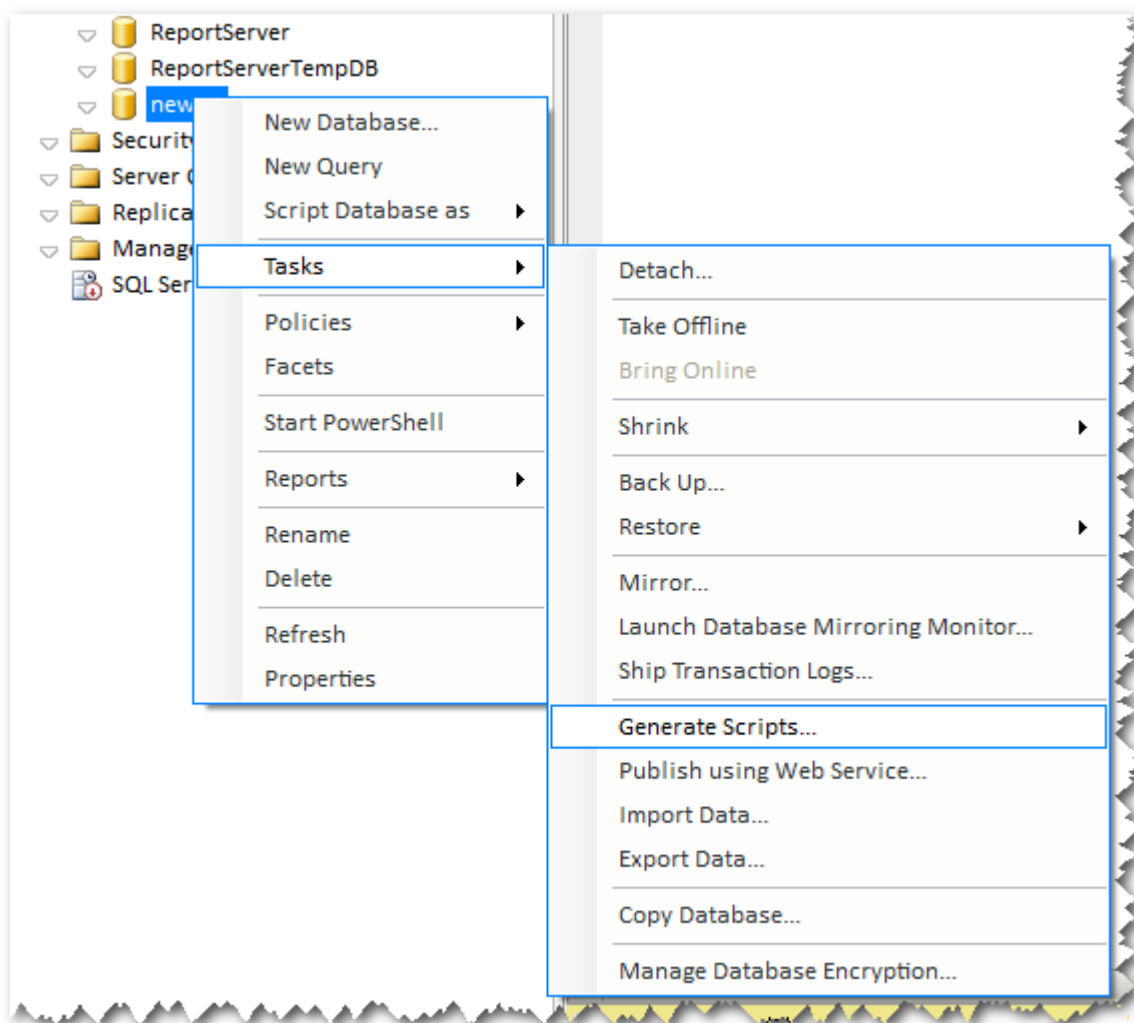 ReportServer
ReportServerTempDB
new
Security
Server
Replica
Manage
SQL Ser
New Database...
New Query
Script Database as
Tasks
Policies
Facets
Start PowerShell
Reports
Rename
Delete
Refresh
Properties
Detach...
Take Offline
Bring Online
Shrink
Back Up...
Restore
Mirror...
Launch Database Mirroring Monitor...
Ship Transaction Logs...
Generate Scripts...
Publish using Web Service...
Import Data...
Export Data...
Copy Database...
Manage Database Encryption...